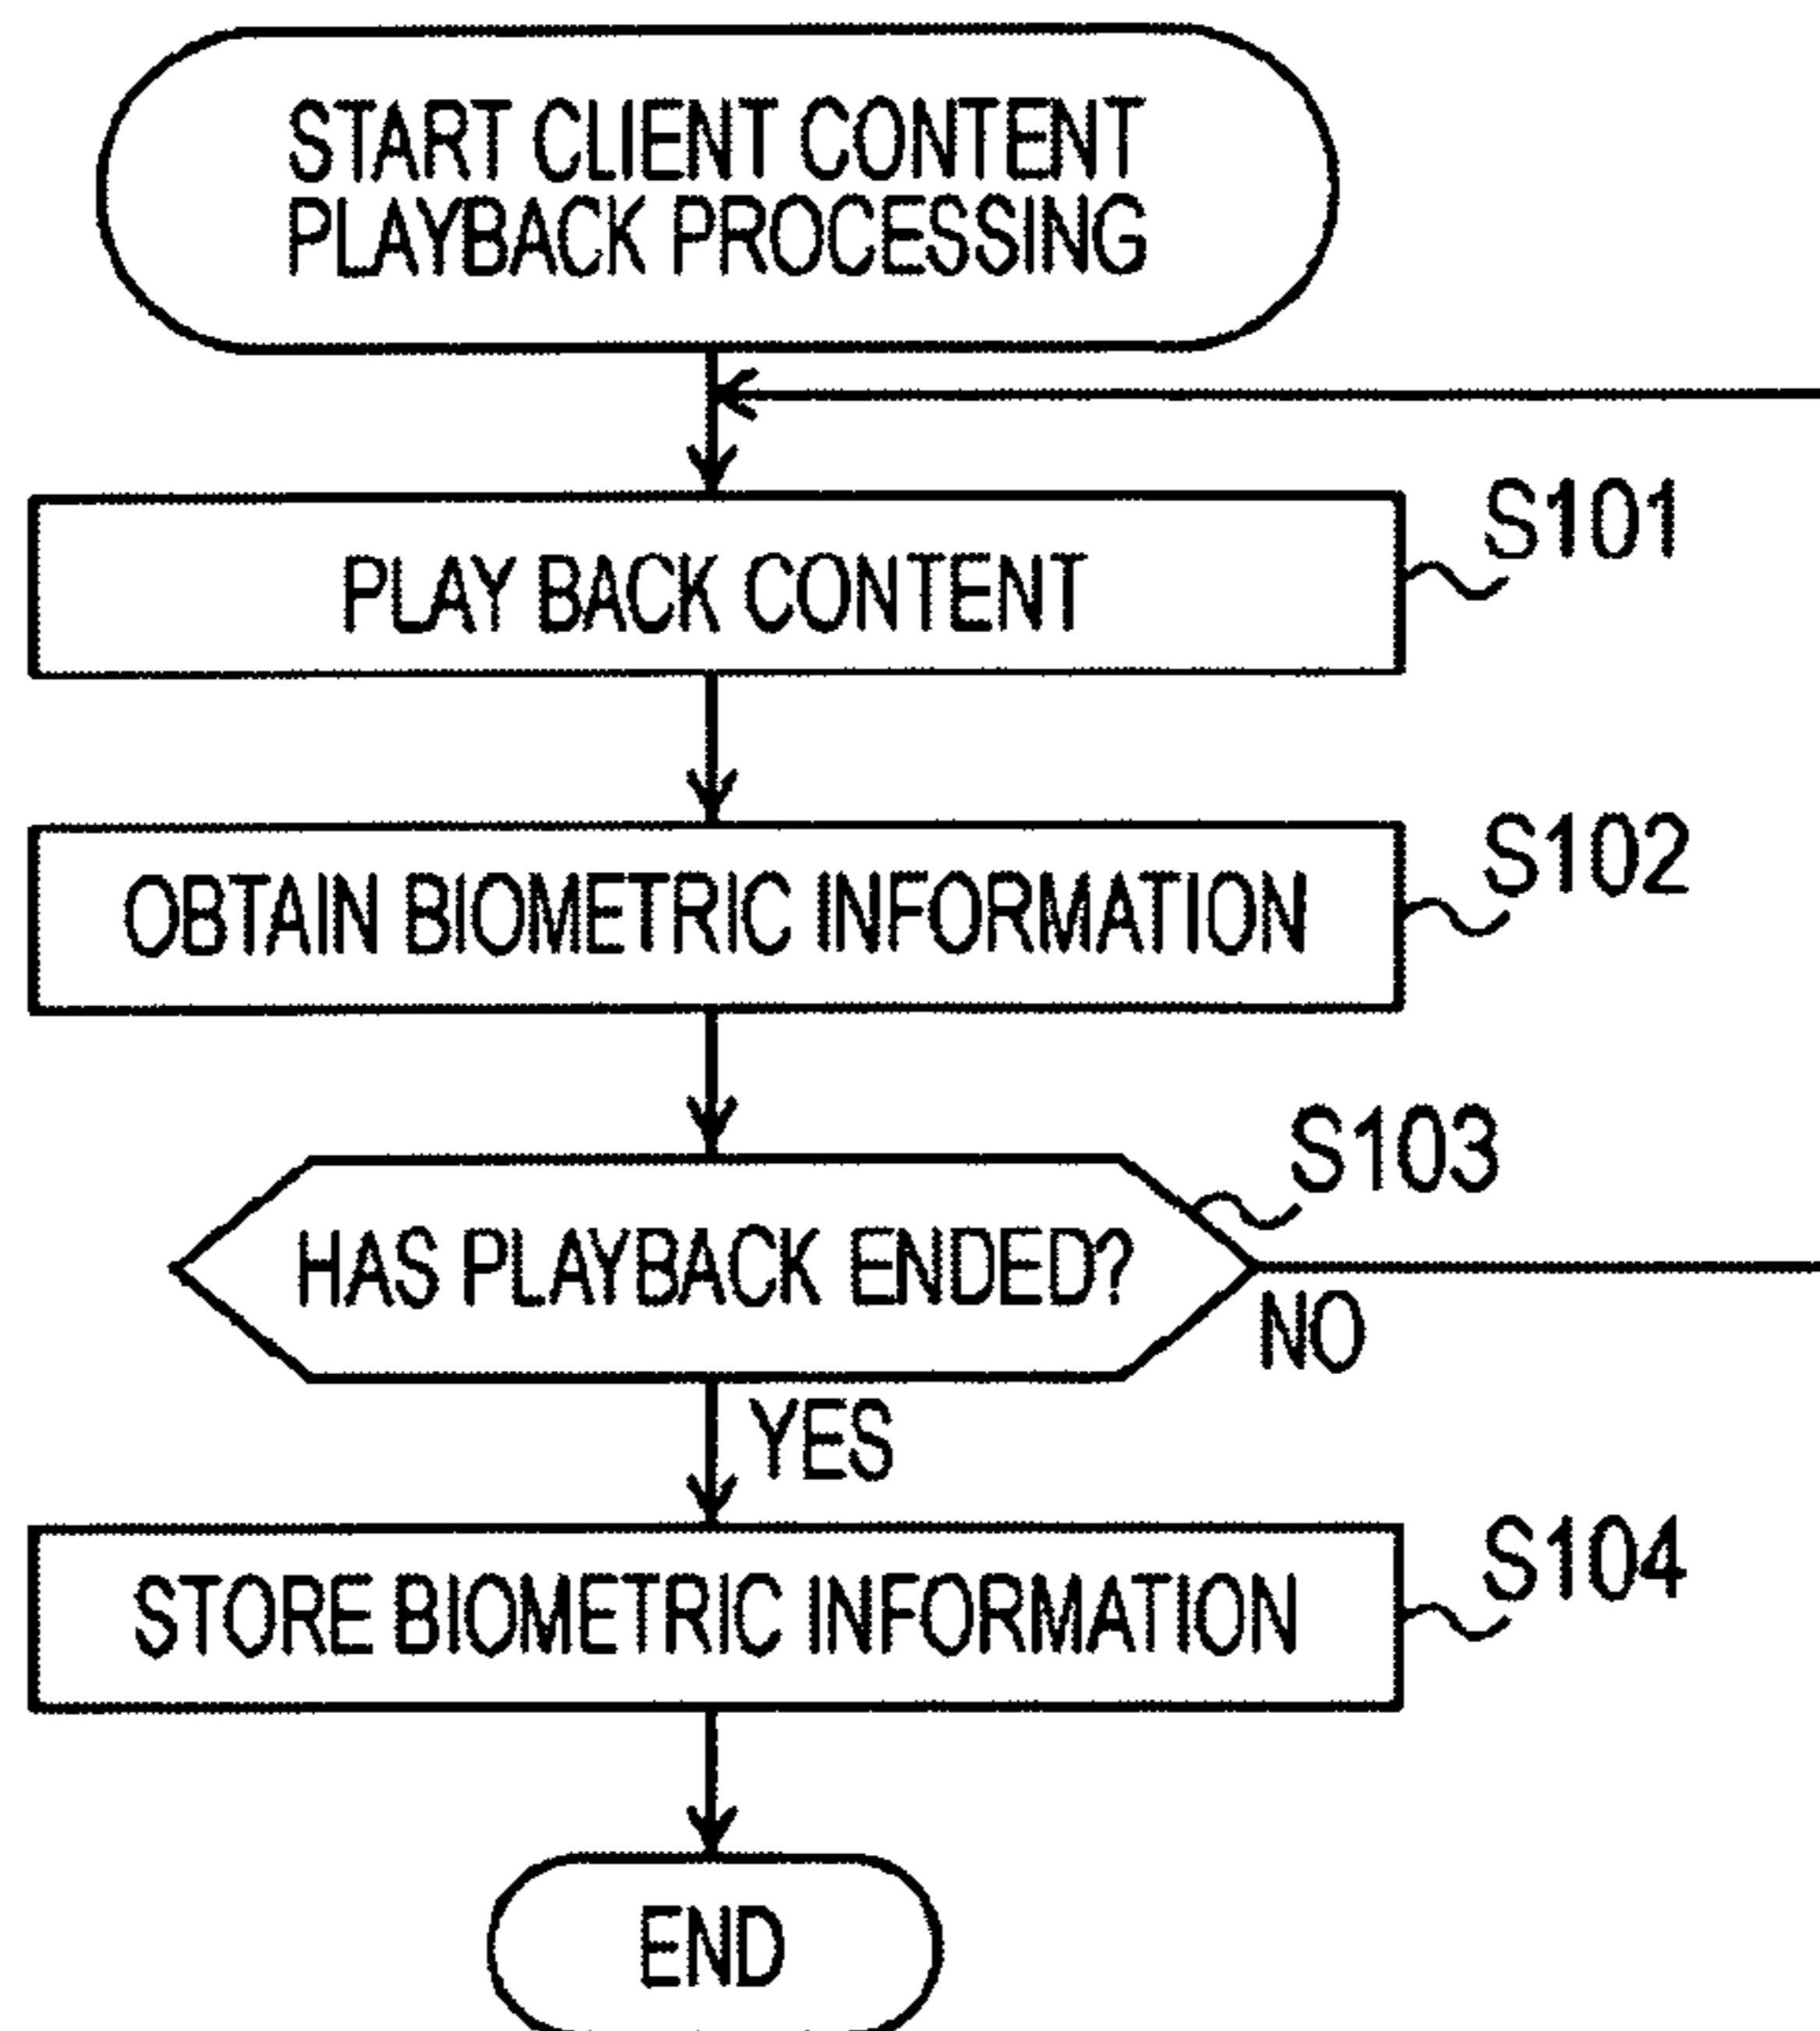 START CLIENT CONTENT
PLAYBACK PROCESSING
S101
PLAY BACK CONTENT
S102
OBTAIN BIOMETRIC INFORMATION
S103
HAS PLAYBACK ENDED?
NO
YES
S104
STORE BIOMETRIC INFORMATION
END